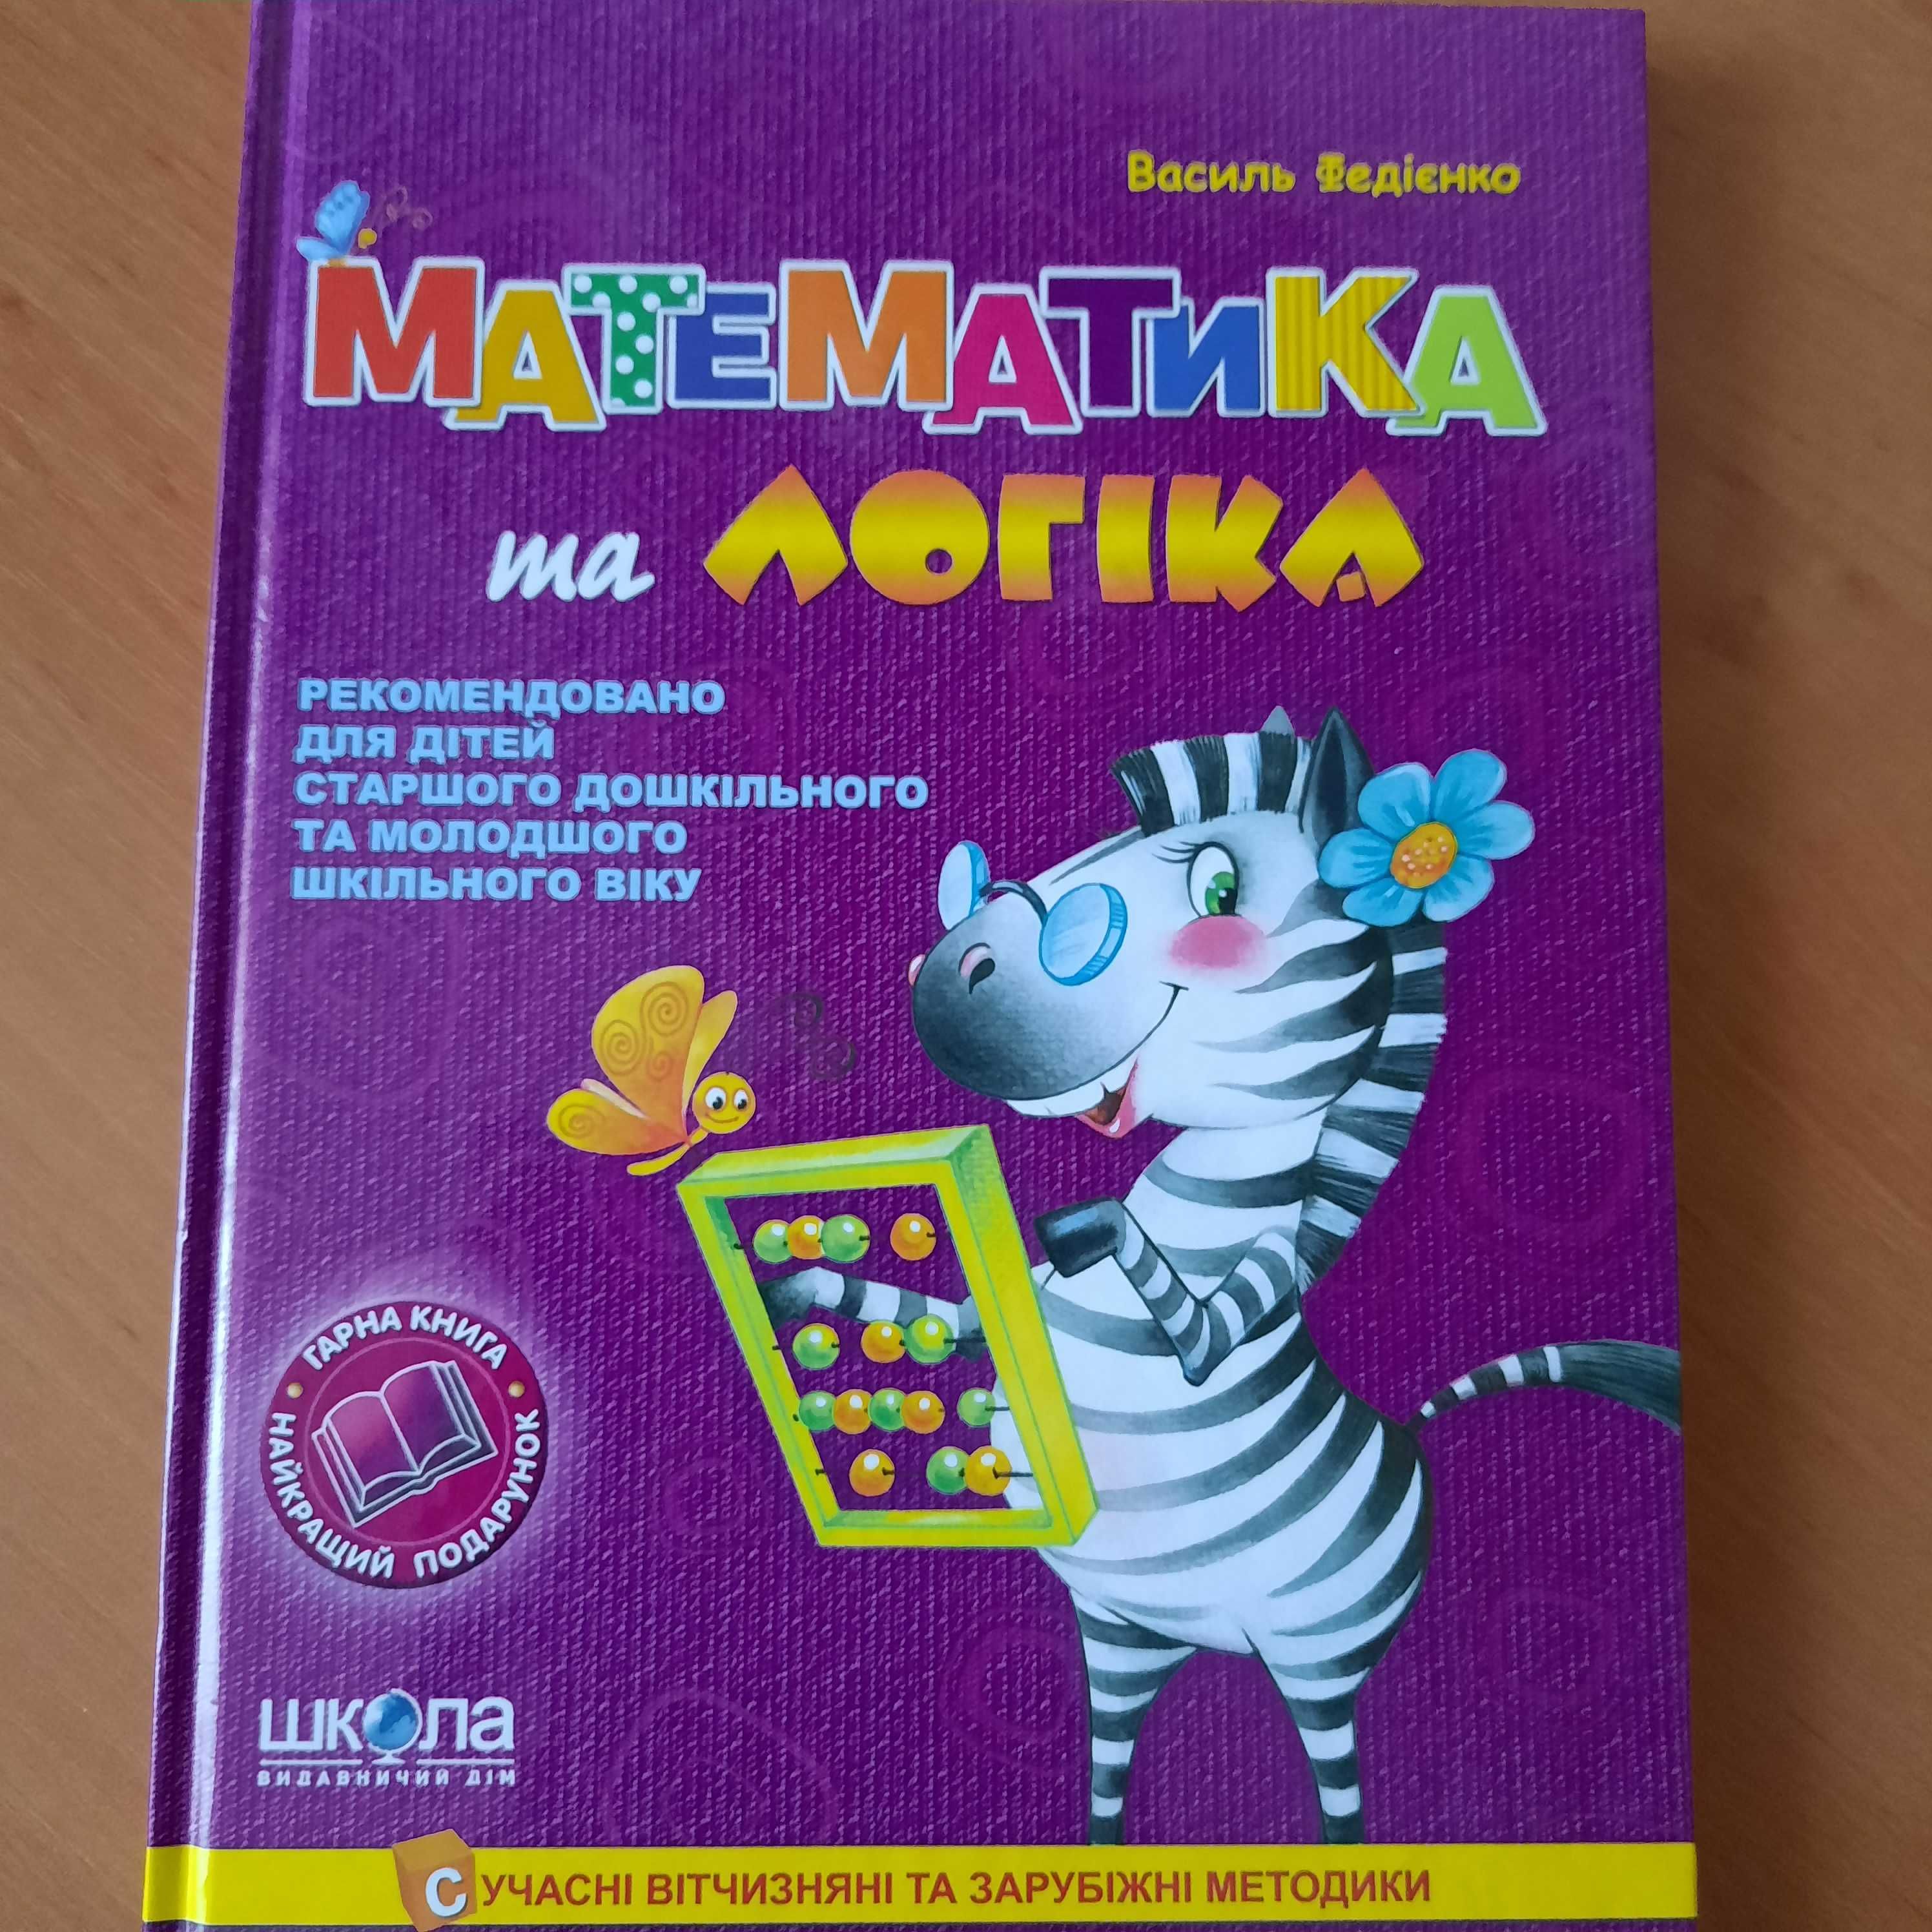 Василь Федієнко
МАТЕМАТИКА
та ЛОГІКА
РЕКОМЕНДОВАНО
ДЛЯ ДІТЕЙ
СТАРШОГО ДОШКІЛЬНОГО
ТА МОЛОДШОГО
ШКІЛЬНОГО ВІКУ
ГАРНА КНИГА
НАЙКРАЩИЙ ПОДАРУНОК
школа
ВИДАВНИЧИЙ ДІМ
СУЧАСНІ ВІТЧИЗНЯНІ ТА ЗАРУБІЖНІ МЕТОДИКИ